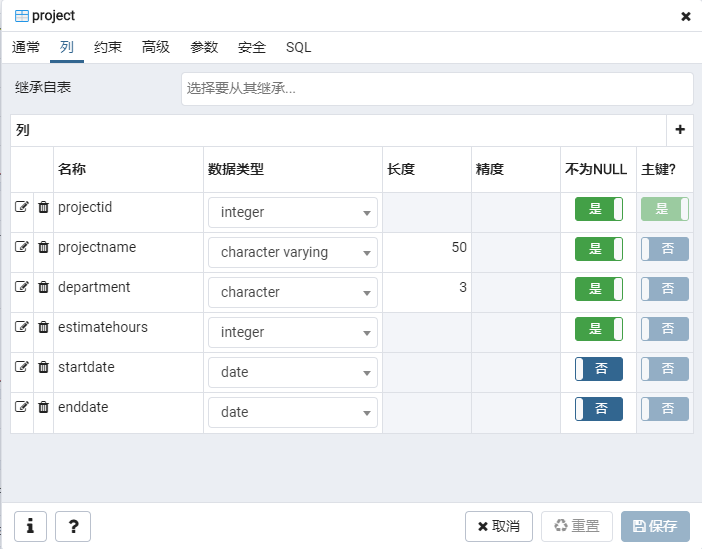 project
通常 列 约束 高级 参数 安全 SQL
继承自表 选择要从其继承...
列
名称 数据类型 长度 精度 不为NULL 主键?
projectid integer 是 是
projectname character varying 50 是 否
department character 3 是 否
estimatehours integer 是 否
startdate date 否 否
enddate date 否 否
i ? 取消 重置 保存